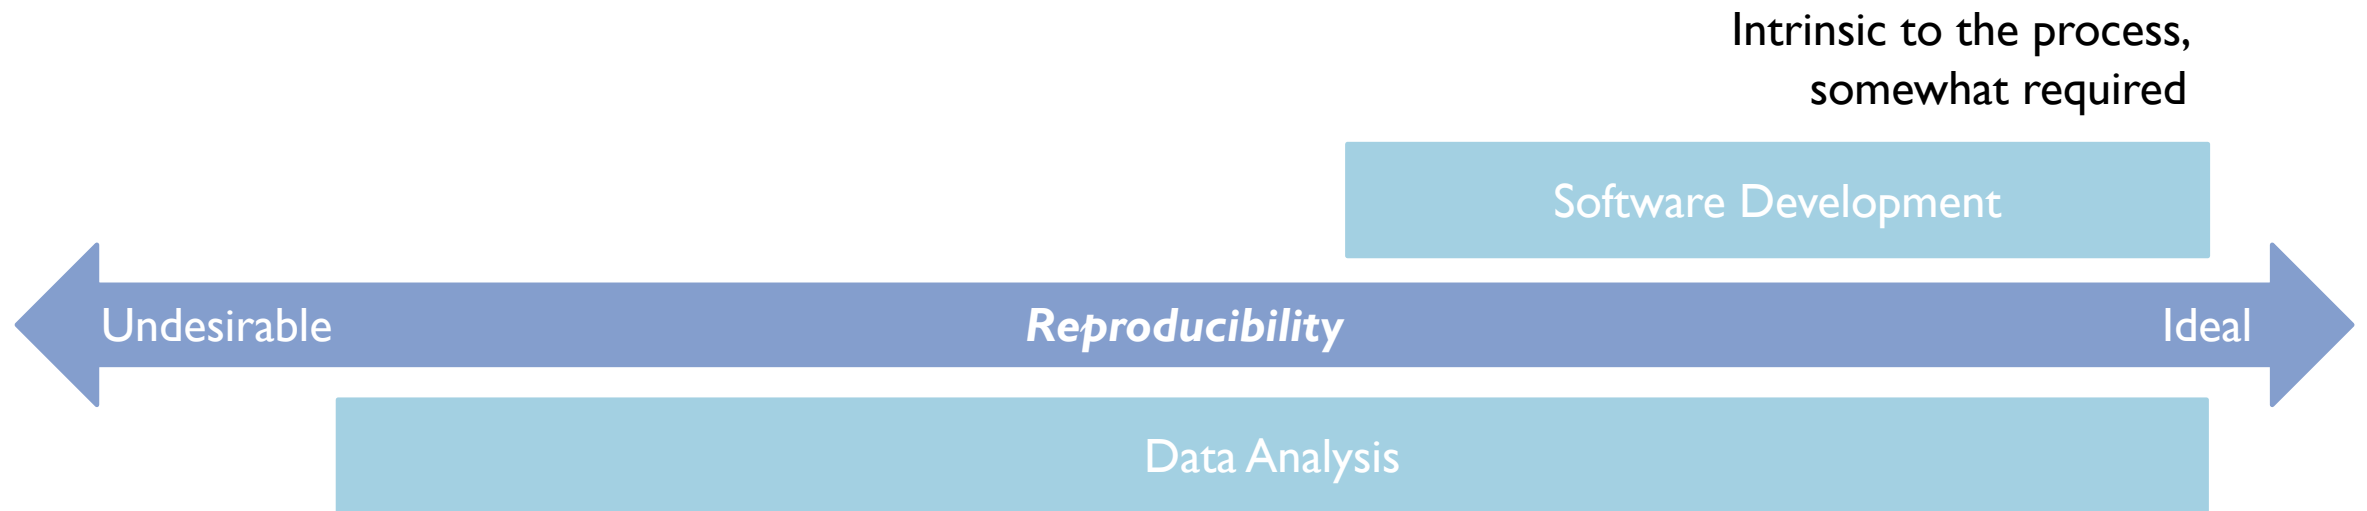 Intrinsic to the process,
somewhat required
Software Development
Undesirable Reproducibility Ideal
Data Analysis